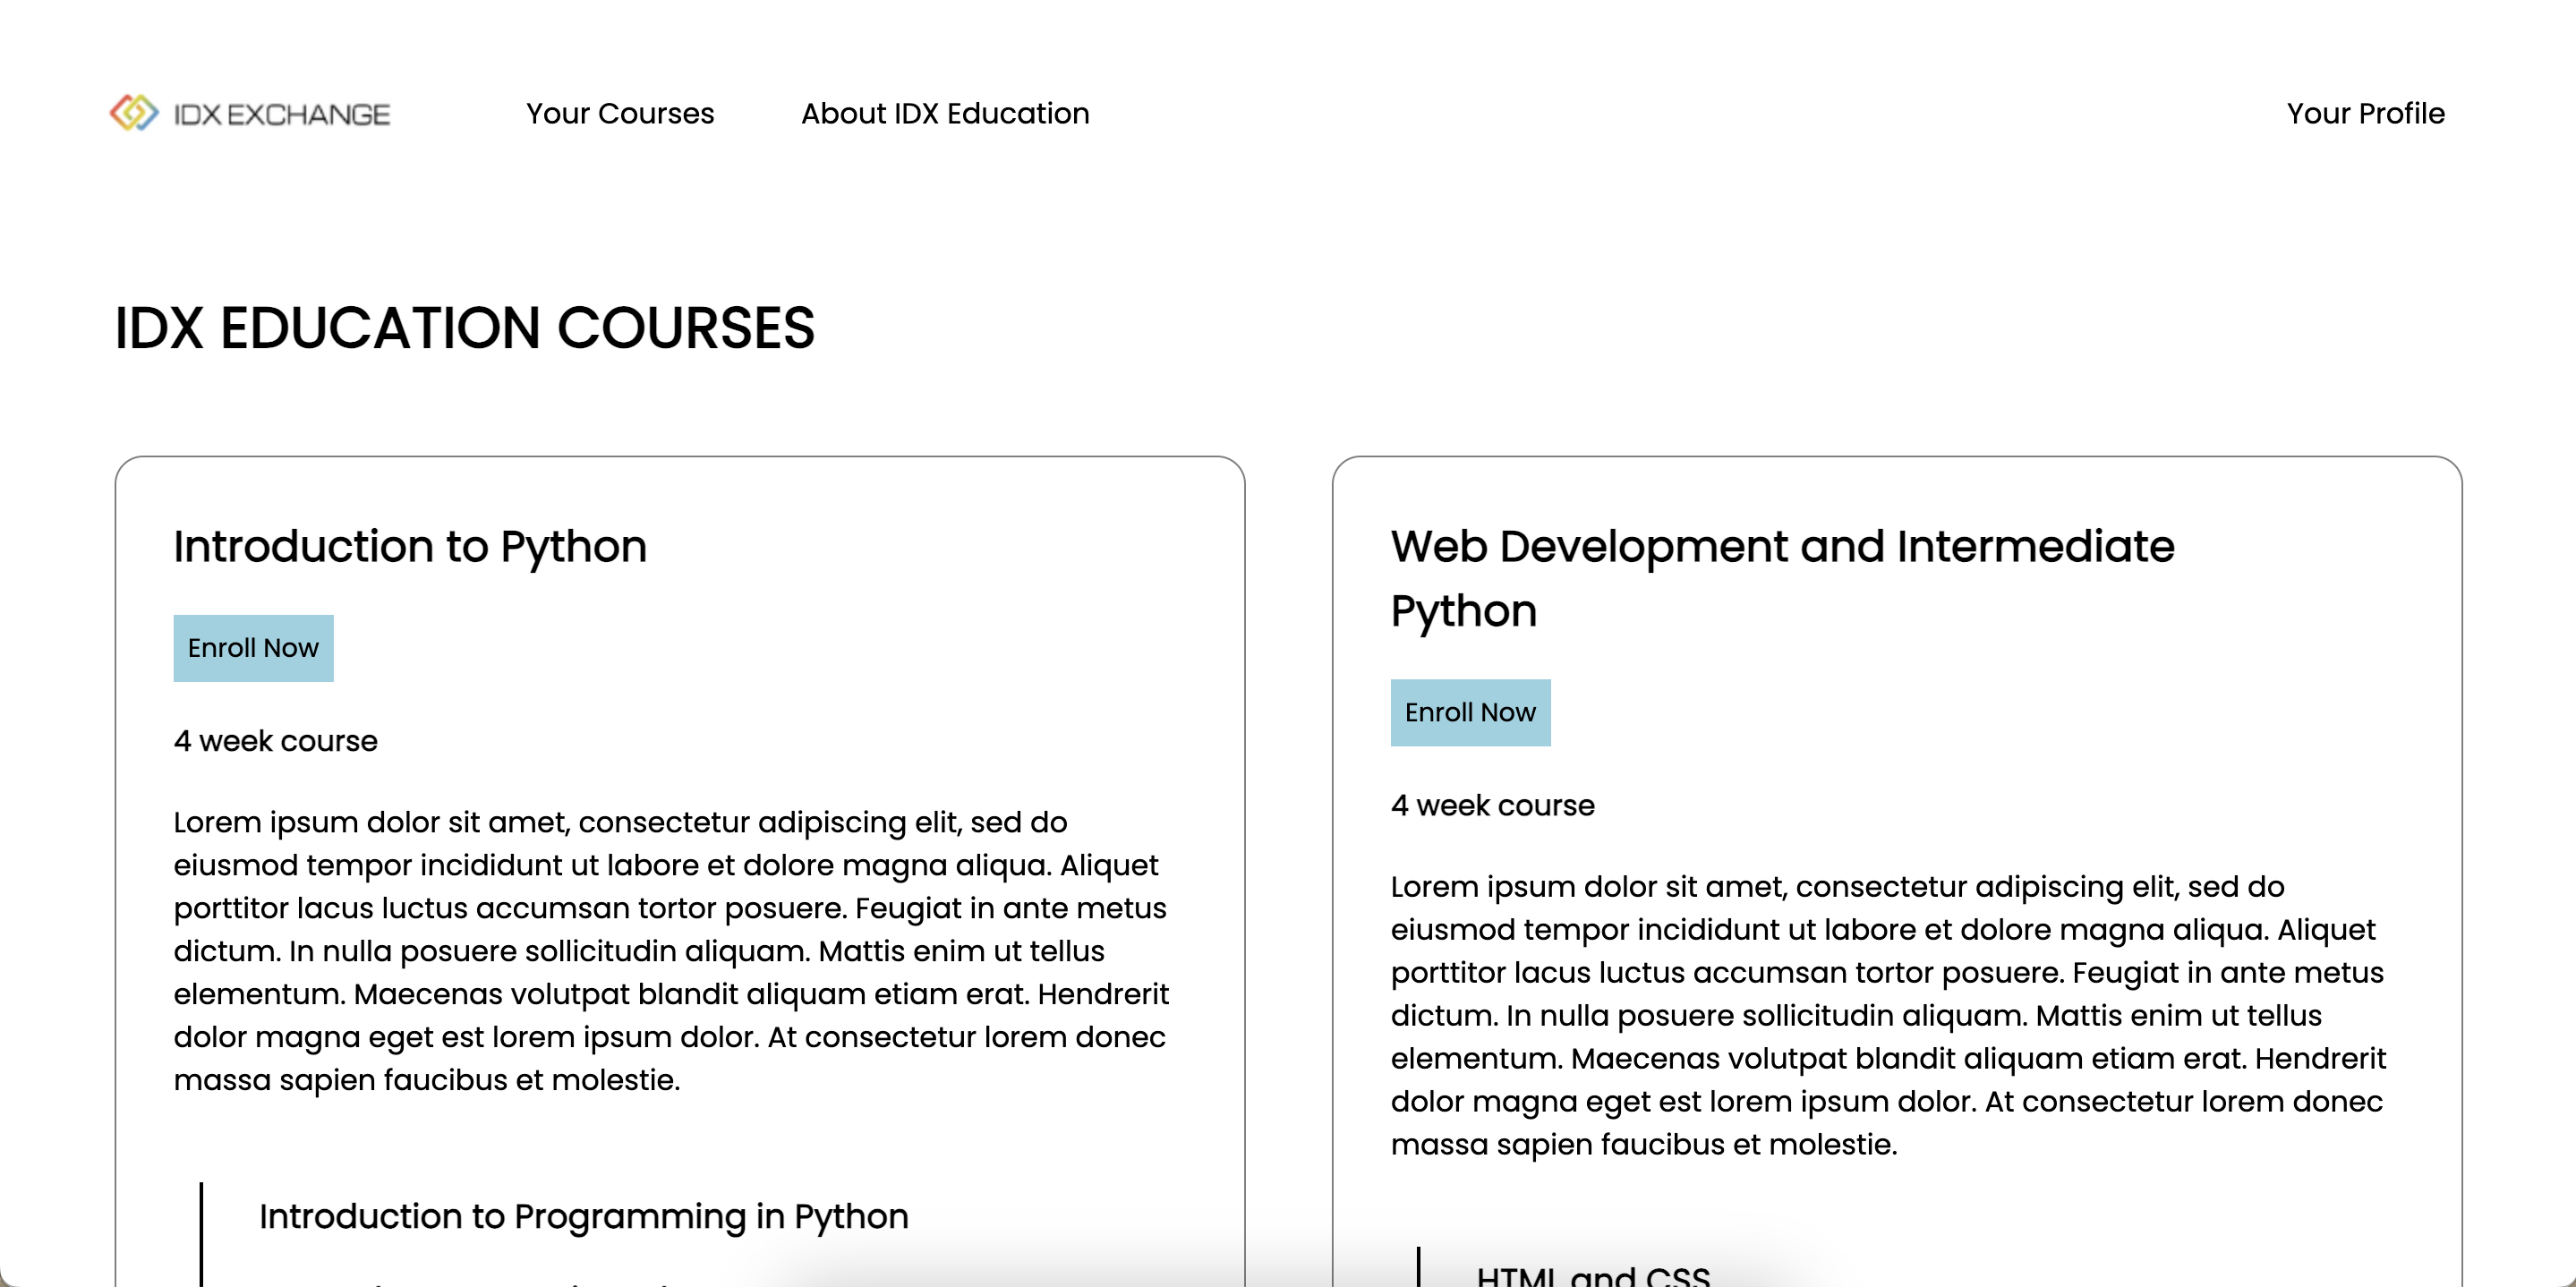 IDX EXCHANGE
Your Courses
About IDX Education
Your Profile
IDX EDUCATION COURSES
Introduction to Python
Enroll Now
4 week course
Lorem ipsum dolor sit amet, consectetur adipiscing elit, sed do
eiusmod tempor incididunt ut labore et dolore magna aliqua. Aliquet
porttitor lacus luctus accumsan tortor posuere. Feugiat in ante metus
dictum. In nulla posuere sollicitudin aliquam. Mattis enim ut tellus
elementum. Maecenas volutpat blandit aliquam etiam erat. Hendrerit
dolor magna eget est lorem ipsum dolor. At consectetur lorem donec
massa sapien faucibus et molestie.
Introduction to Programming in Python
Web Development and Intermediate
Python
Enroll Now
4 week course
Lorem ipsum dolor sit amet, consectetur adipiscing elit, sed do
eiusmod tempor incididunt ut labore et dolore magna aliqua. Aliquet
porttitor lacus luctus accumsan tortor posuere. Feugiat in ante metus
dictum. In nulla posuere sollicitudin aliquam. Mattis enim ut tellus
elementum. Maecenas volutpat blandit aliquam etiam erat. Hendrerit
dolor magna eget est lorem ipsum dolor. At consectetur lorem donec
massa sapien faucibus et molestie.
HTML and CSS